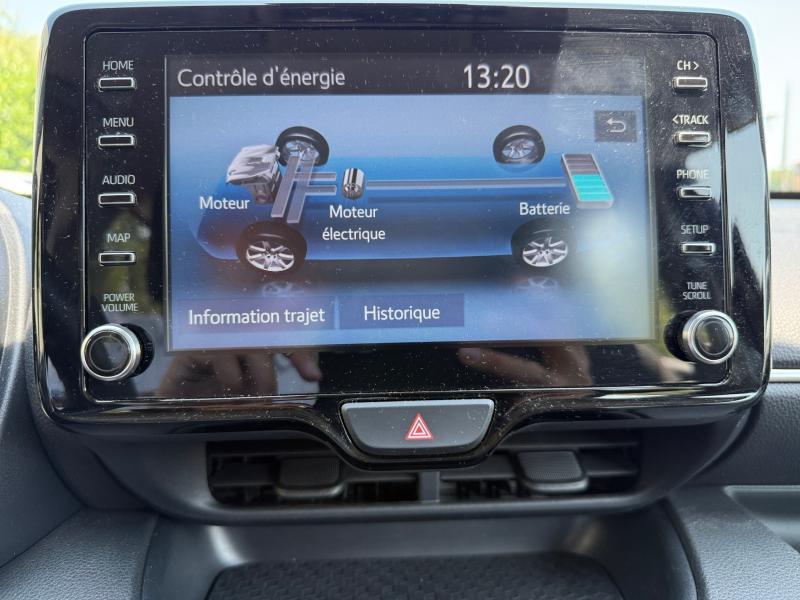 HOME
MENU
AUDIO
MAP
POWER
VOLUME
Contrôle d'énergie 13:20
Moteur
Moteur
électrique
Batterie
Information trajet Historique
CH >
< TRACK
PHONE
SETUP
TUNE
SCROLL